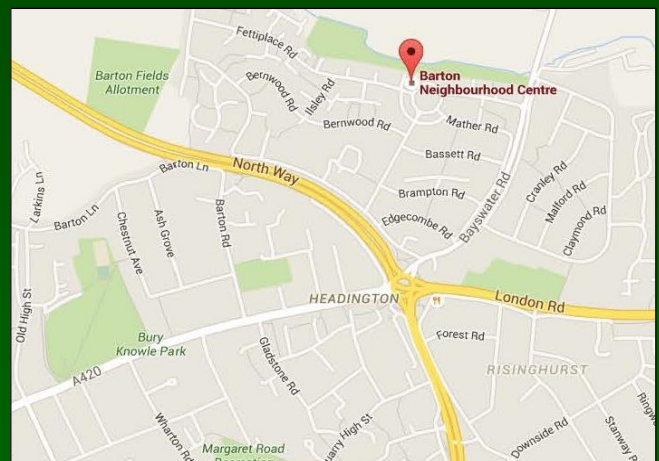 Fettiplace Rd
Barton Fields
Allotment
Bernwood Rd
Ilsley Rd
Barton
Neighbourhood Centre
Bernwood Rd
Mather Rd
Bassett Rd
North Way
Barton Ln
Brampton Rd
Edgecombe Rd
Bayswater Rd
Cranley Rd
Malford Rd
Claymond Rd
Larkins Ln
Barton Ln
Chestnut Ave
Ash Grove
Barton Rd
Old High St
HEADINGTON
London Rd
Bury
Knowle Park
A420
Gladstone Rd
Forest Rd
RISINGHURST
Wharton Rd
Margaret Road
uarry High St
Downside Rd
Stanway R
Ringw